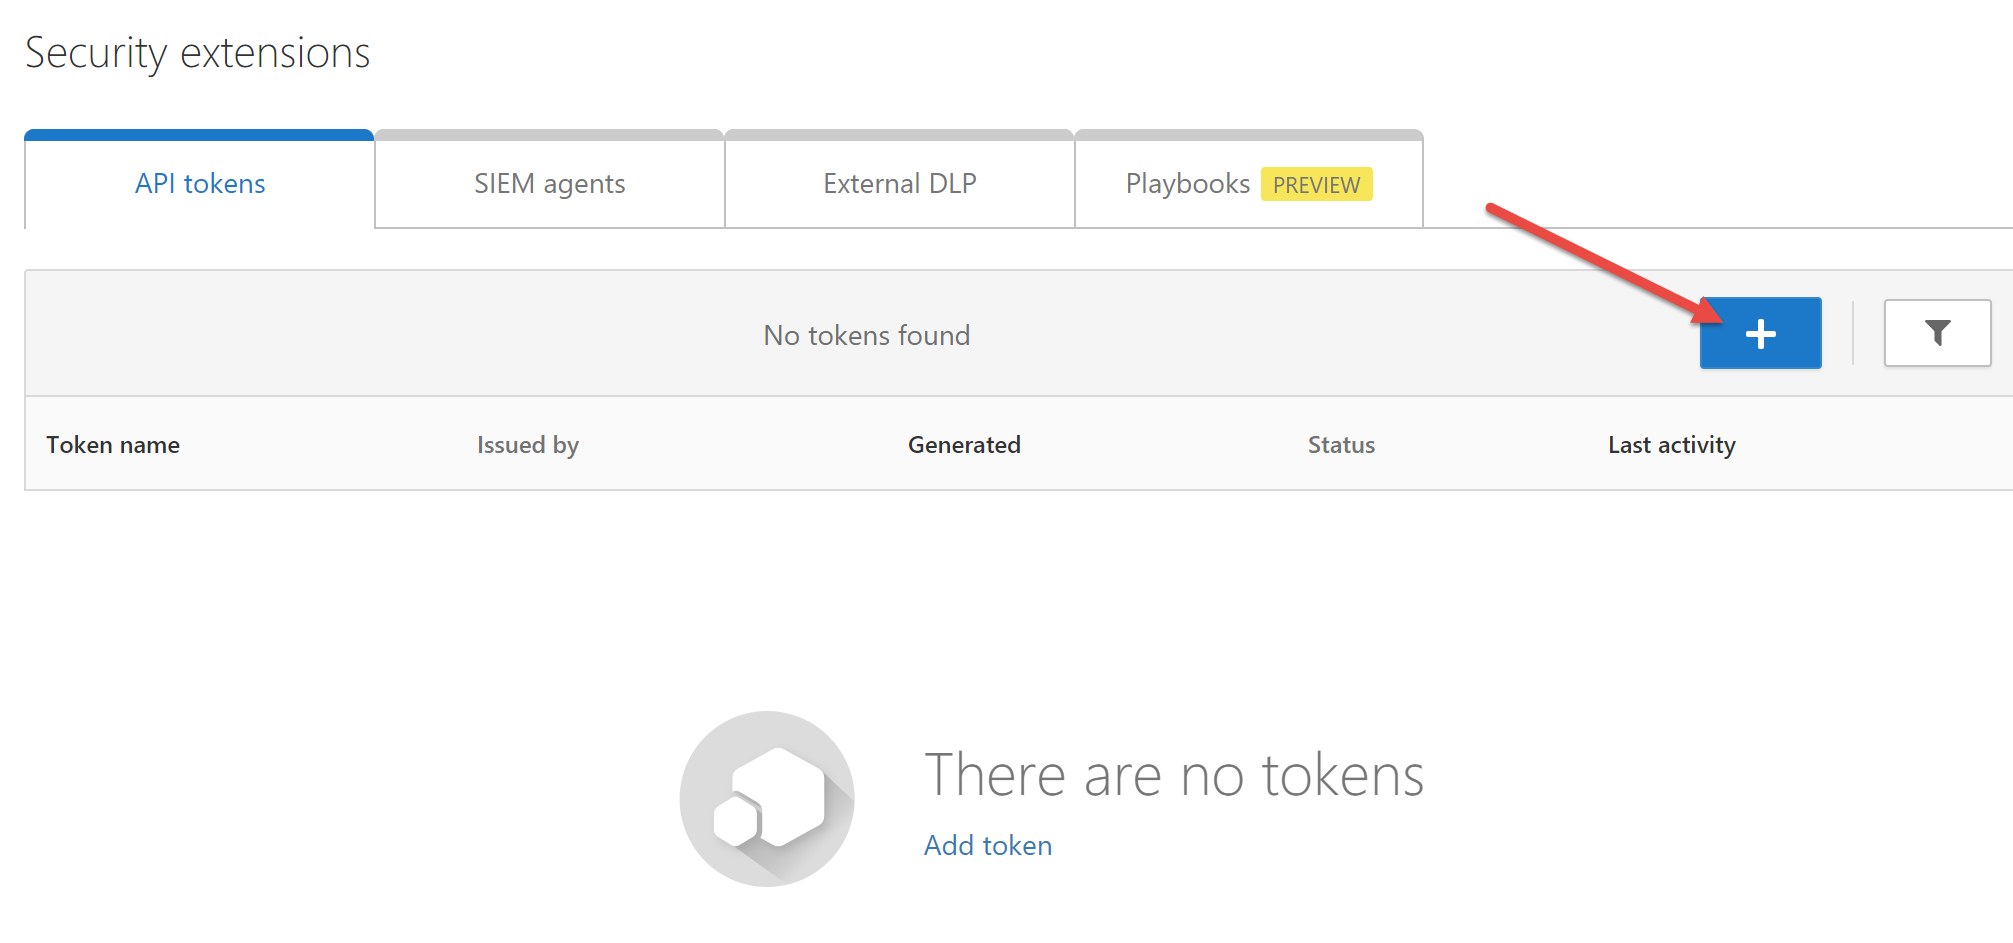 Security extensions
API tokens
SIEM agents
External DLP
Playbooks PREVIEW
No tokens found
Token name
Issued by
Generated
Status
Last activity
There are no tokens
Add token